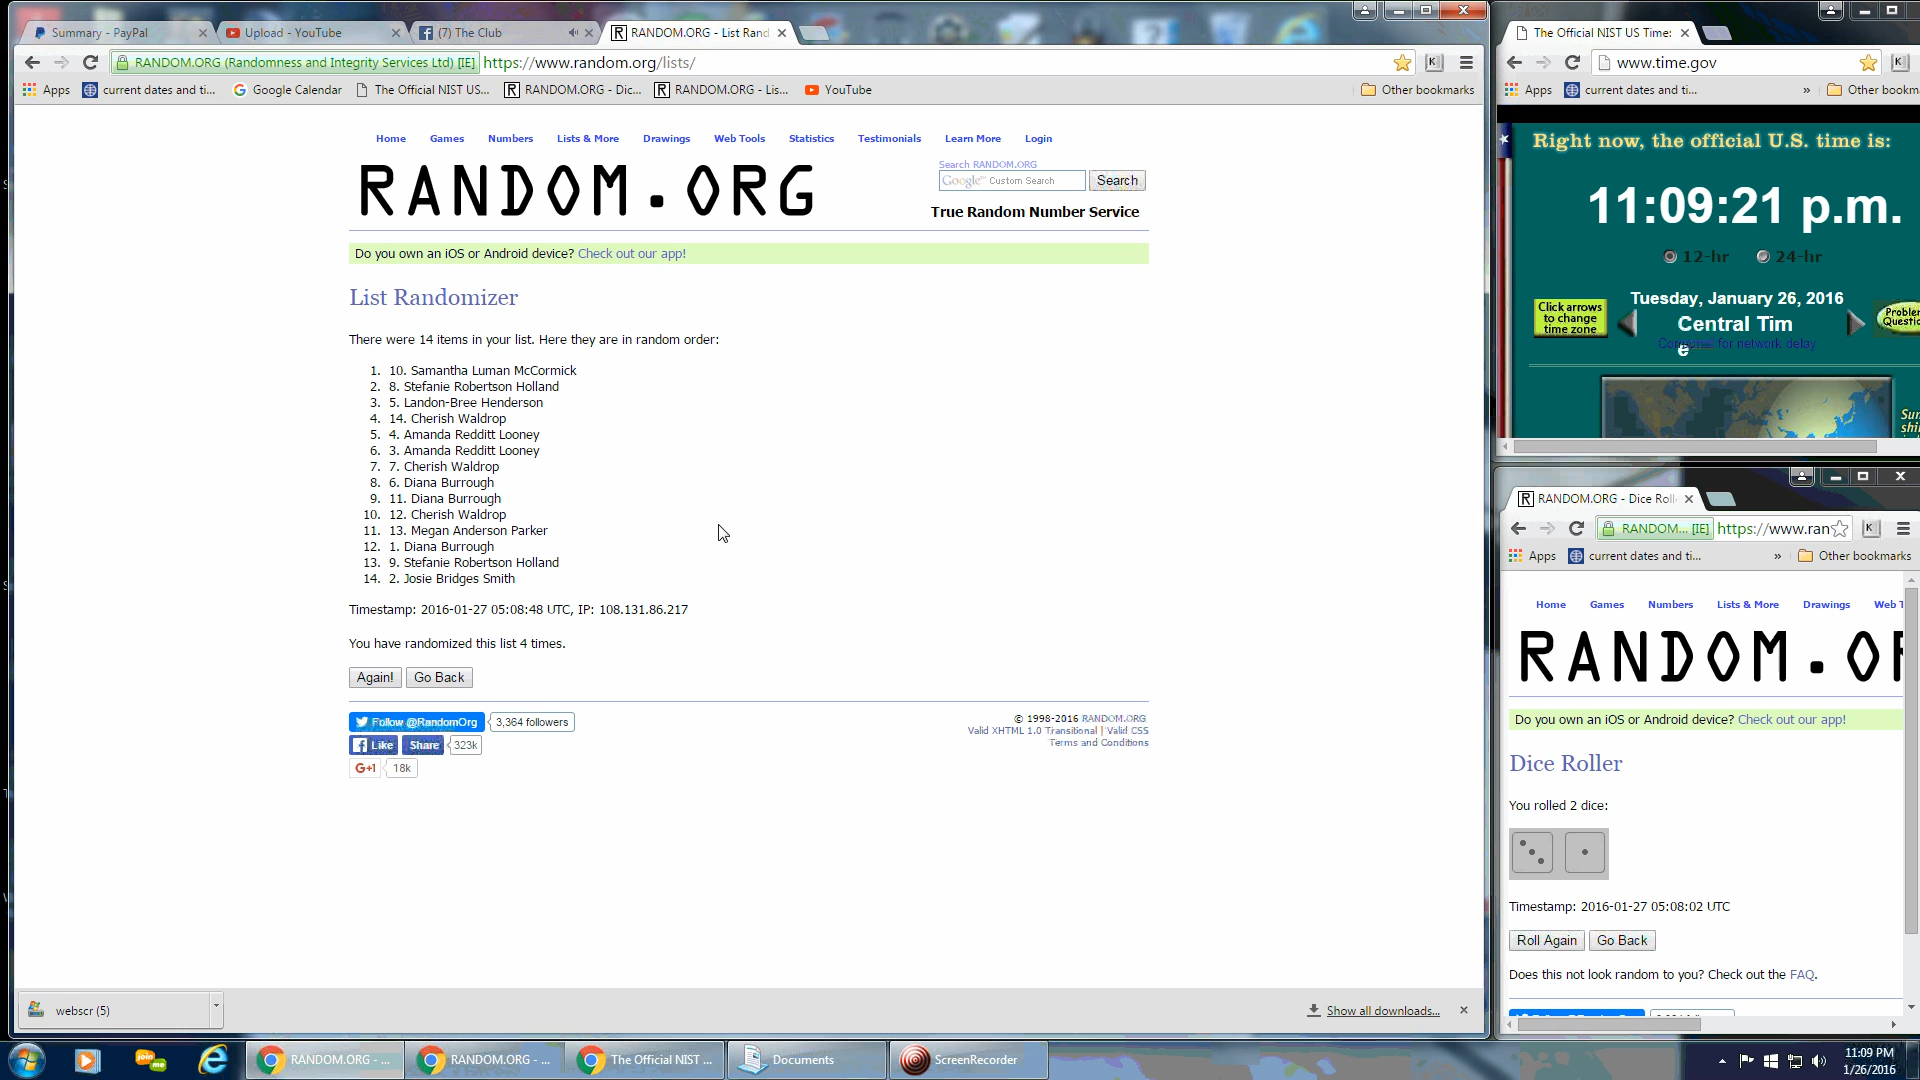 Summary - PayPal
Upload - YouTube
(7) The Club
RANDOM.ORG - List Rand
RANDOM.ORG (Randomness and Integrity Services Ltd) [IE] https://www.random.org/lists/
Apps current dates and ti... Google Calendar The Official NIST US... RANDOM.ORG - Dic... RANDOM.ORG - Lis... YouTube Other bookmarks
Home Games Numbers Lists & More Drawings Web Tools Statistics Testimonials Learn More Login
RANDOM.ORG
Search RANDOM.ORG
Google™ Custom Search Search
True Random Number Service
Do you own an iOS or Android device? Check out our app!
List Randomizer
There were 14 items in your list. Here they are in random order:
1. 10. Samantha Luman McCormick
2. 8. Stefanie Robertson Holland
3. 5. Landon-Bree Henderson
4. 14. Cherish Waldrop
5. 4. Amanda Redditt Looney
6. 3. Amanda Redditt Looney
7. 7. Cherish Waldrop
8. 6. Diana Burrough
9. 11. Diana Burrough
10. 12. Cherish Waldrop
11. 13. Megan Anderson Parker
12. 1. Diana Burrough
13. 9. Stefanie Robertson Holland
14. 2. Josie Bridges Smith
Timestamp: 2016-01-27 05:08:48 UTC, IP: 108.131.86.217
You have randomized this list 4 times.
Again! Go Back
Follow @RandomOrg 3,364 followers
Like Share 323k
G+1 18k
© 1998-2016 RANDOM.ORG
Valid XHTML 1.0 Transitional | Valid CSS
Terms and Conditions
webscr (5)
Show all downloads...
The Official NIST US Time:
www.time.gov
Apps current dates and ti... » Other bookm
Right now, the official U.S. time is:
11:09:21 p.m.
12-hr 24-hr
Click arrows
to change
time zone
Tuesday, January 26, 2016
Central Tim
e
for network delay
Problem
Questio
Sun
shi
RANDOM.ORG - Dice Roll
RANDOM... [IE] https://www.ran
Apps current dates and ti... » Other bookmarks
Home Games Numbers Lists & More Drawings Web T
RANDOM.OR
Do you own an iOS or Android device? Check out our app!
Dice Roller
You rolled 2 dice:
Timestamp: 2016-01-27 05:08:02 UTC
Roll Again Go Back
Does this not look random to you? Check out the FAQ.
RANDOM.ORG - ...
RANDOM.ORG - ...
The Official NIST ...
Documents
ScreenRecorder
11:09 PM
1/26/2016